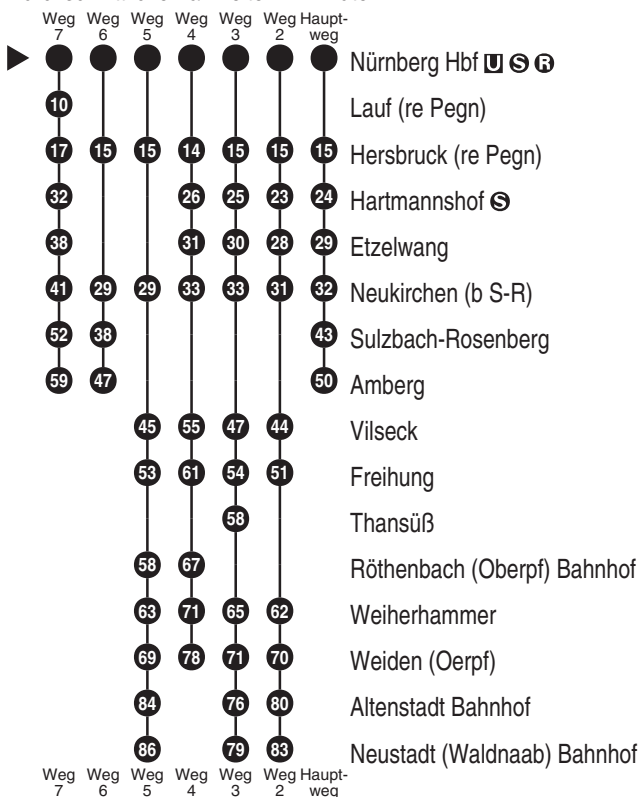 Weg Weg Weg Weg Weg Weg Haupt-
7 6 5 4 3 2 weg
Nürnberg Hbf U S R
10 Lauf (re Pegn)
17 15 15 14 15 15 15 Hersbruck (re Pegn)
32 26 25 23 24 Hartmannshof S
38 31 30 28 29 Etzelwang
41 29 29 33 33 31 32 Neukirchen (b S-R)
52 38 43 Sulzbach-Rosenberg
59 47 50 Amberg
45 55 47 44 Vilseck
53 61 54 51 Freihung
58 Thansüß
58 67 Röthenbach (Oberpf) Bahnhof
63 71 65 62 Weiherhammer
69 78 71 70 Weiden (Oerpf)
84 76 80 Altenstadt Bahnhof
86 79 83 Neustadt (Waldnaab) Bahnhof
Weg Weg Weg Weg Weg Weg Haupt-
7 6 5 4 3 2 weg